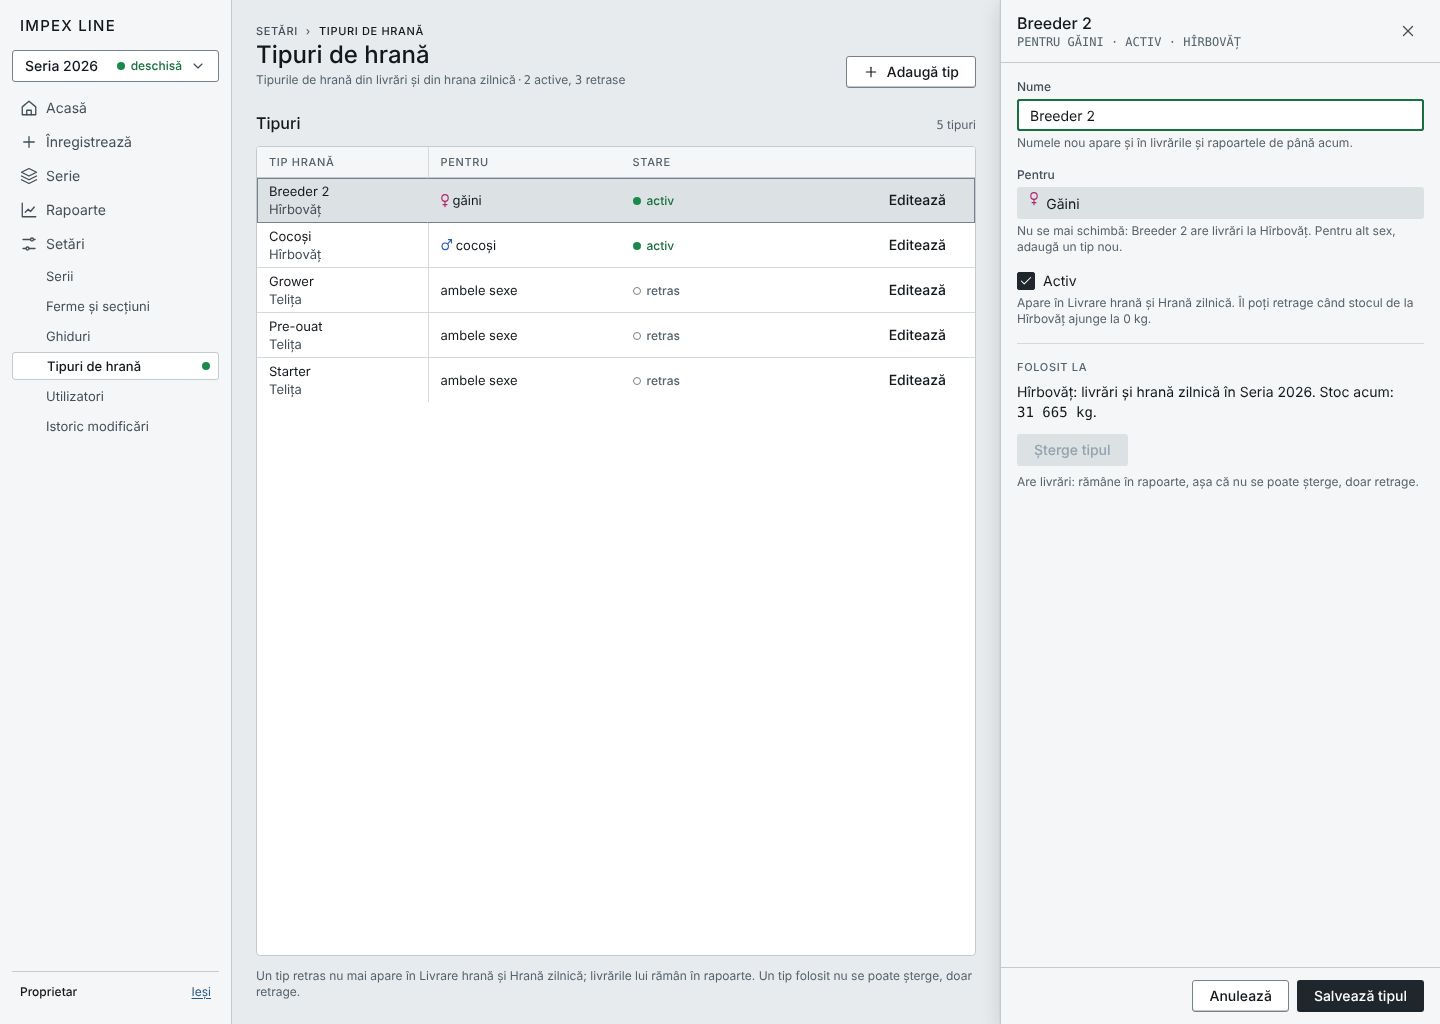 IMPEX LINE
Seria 2026 deschisă
Acasă
Înregistrează
Serie
Rapoarte
Setări
Serii
Ferme și secțiuni
Ghiduri
Tipuri de hrană
Utilizatori
Istoric modificări
Proprietar Ieși
SETĂRI › TIPURI DE HRANĂ
Tipuri de hrană
Tipurile de hrană din livrări și din hrana zilnică · 2 active, 3 retrase
Adaugă tip
Tipuri
5 tipuri
TIP HRANĂ PENTRU STARE
Breeder 2
Hîrbovăț
♀ găini activ Editează
Cocoși
Hîrbovăț
♂ cocoși activ Editează
Grower
Telița
ambele sexe retras Editează
Pre-ouat
Telița
ambele sexe retras Editează
Starter
Telița
ambele sexe retras Editează
Un tip retras nu mai apare în Livrare hrană și Hrană zilnică; livrările lui rămân în rapoarte. Un tip folosit nu se poate șterge, doar
retrage.
Breeder 2
PENTRU GĂINI · ACTIV · HÎRBOVĂȚ
Nume
Breeder 2
Numele nou apare și în livrările și rapoartele de până acum.
Pentru
♀ Găini
Nu se mai schimbă: Breeder 2 are livrări la Hîrbovăț. Pentru alt sex,
adaugă un tip nou.
Activ
Apare în Livrare hrană și Hrană zilnică. Îl poți retrage când stocul de la
Hîrbovăț ajunge la 0 kg.
FOLOSIT LA
Hîrbovăț: livrări și hrană zilnică în Seria 2026. Stoc acum:
31 665 kg.
Șterge tipul
Are livrări: rămâne în rapoarte, așa că nu se poate șterge, doar retrage.
Anulează
Salvează tipul